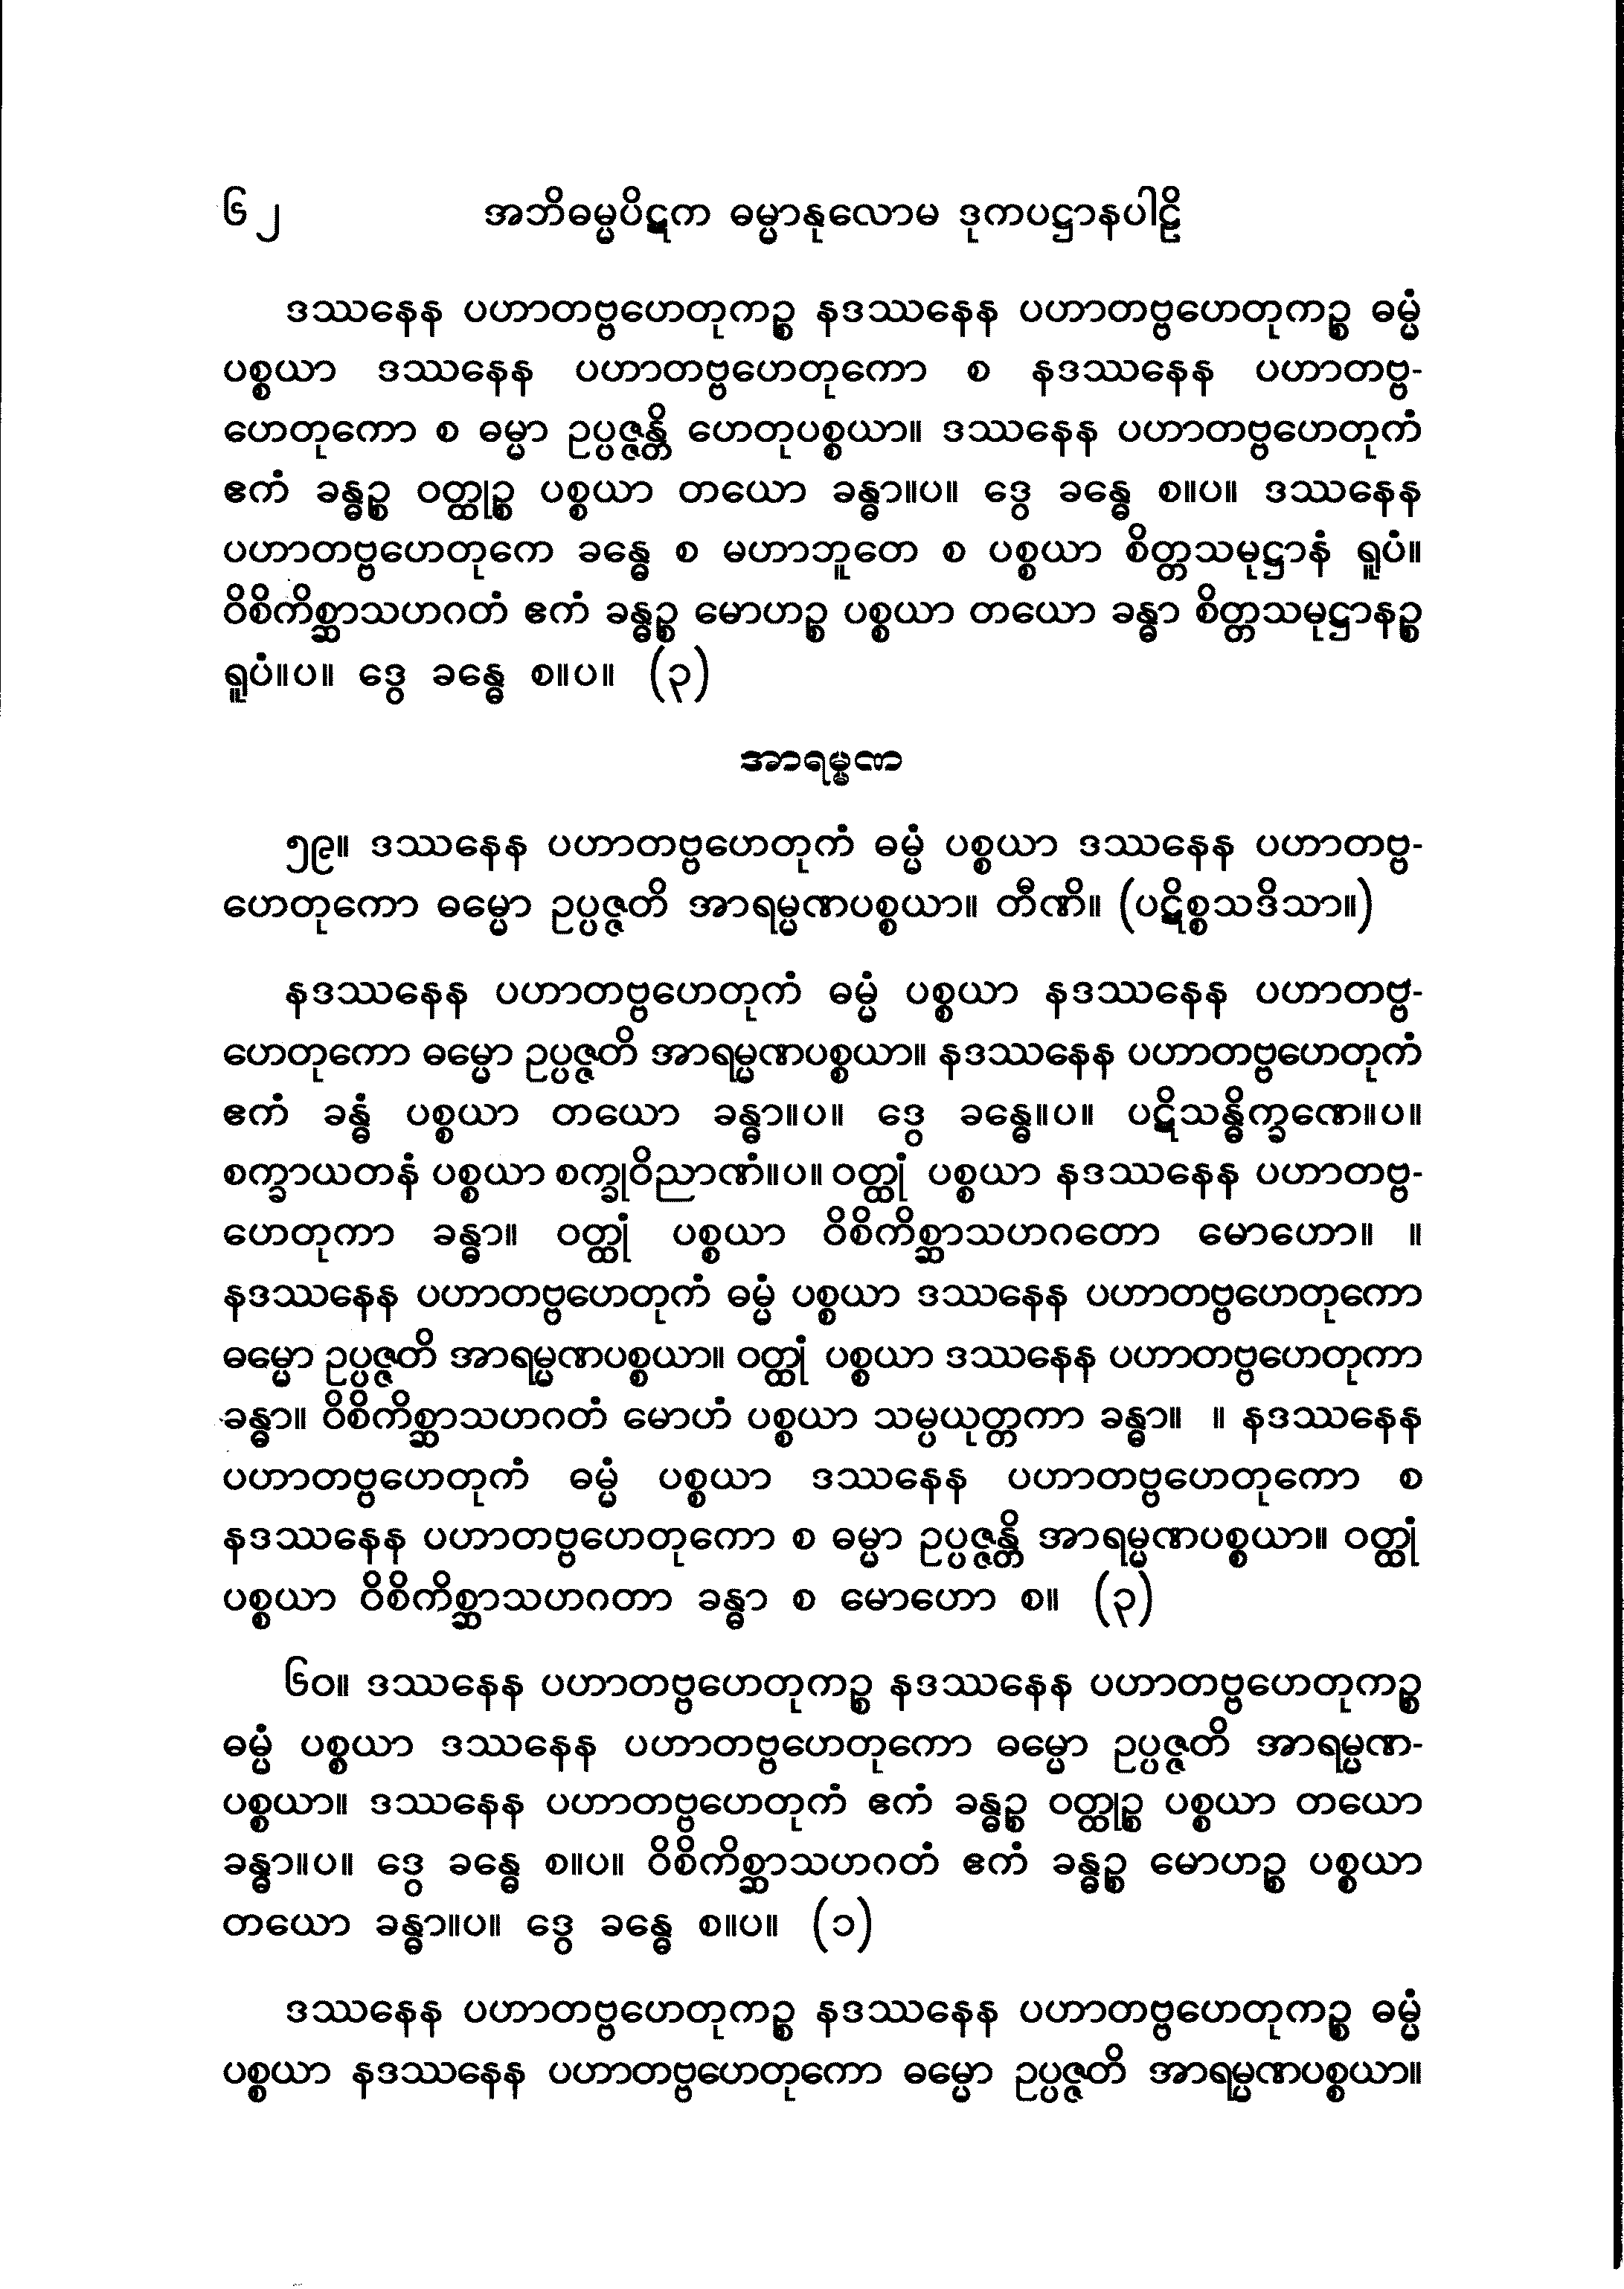 ၆၂ အဘိဓမ္မပိဋက ဓမ္မာနုလောမ ဒုကပဋ္ဌာနပါဠိ
ဒဿနေန ပဟာတဗ္ဗဟေတုကဉ္စ နဒဿနေန ပဟာတဗ္ဗဟေတုကဉ္စ ဓမ္မံ
ပစ္စယာ ဒဿနေန ပဟာတဗ္ဗဟေတုကော စ နဒဿနေန ပဟာတဗ္ဗ-
ဟေတုကော စ ဓမ္မာ ဥပ္ပဇ္ဇန္တိ ဟေတုပစ္စယာ။ ဒဿနေန ပဟာတဗ္ဗဟေတုကံ
ဧကံ ခန္ဓဉ္စ ဝတ္ထုဉ္စ ပစ္စယာ တယော ခန္ဓာ။ပ။ ဒွေ ခန္ဓေ စ။ပ။ ဒဿနေန
ပဟာတဗ္ဗဟေတုကေ ခန္ဓေ စ မဟာဘူတေ စ ပစ္စယာ စိတ္တသမုဋ္ဌာနံ ရူပံ။
ဝိစိကိစ္ဆာသဟဂတံ ဧကံ ခန္ဓဉ္စ မောဟဉ္စ ပစ္စယာ တယော ခန္ဓာ စိတ္တသမုဋ္ဌာနဉ္စ
ရူပံ။ပ။ ဒွေ ခန္ဓေ စ။ပ။ (၃)
အာရမ္မဏ
၅၉။ ဒဿနေန ပဟာတဗ္ဗဟေတုကံ ဓမ္မံ ပစ္စယာ ဒဿနေန ပဟာတဗ္ဗ-
ဟေတုကော ဓမ္မော ဥပ္ပဇ္ဇတိ အာရမ္မဏပစ္စယာ။ တီဏိ။ (ပဋိစ္စသဒိသာ။)
နဒဿနေန ပဟာတဗ္ဗဟေတုကံ ဓမ္မံ ပစ္စယာ နဒဿနေန ပဟာတဗ္ဗ-
ဟေတုကော ဓမ္မော ဥပ္ပဇ္ဇတိ အာရမ္မဏပစ္စယာ။ နဒဿနေန ပဟာတဗ္ဗဟေတုကံ
ဧကံ ခန္ဓံ ပစ္စယာ တယော ခန္ဓာ။ပ။ ဒွေ ခန္ဓေ။ပ။ ပဋိသန္ဓိက္ခဏေ။ပ။
စက္ခာယတနံ ပစ္စယာ စက္ခုဝိညာဏံ။ပ။ ဝတ္ထုံ ပစ္စယာ နဒဿနေန ပဟာတဗ္ဗ-
ဟေတုကာ ခန္ဓာ။ ဝတ္ထုံ ပစ္စယာ ဝိစိကိစ္ဆာသဟဂတော မောဟော။ ။
နဒဿနေန ပဟာတဗ္ဗဟေတုကံ ဓမ္မံ ပစ္စယာ ဒဿနေန ပဟာတဗ္ဗဟေတုကော
ဓမ္မော ဥပ္ပဇ္ဇတိ အာရမ္မဏပစ္စယာ။ ဝတ္ထုံ ပစ္စယာ ဒဿနေန ပဟာတဗ္ဗဟေတုကာ
ခန္ဓာ။ ဝိစိကိစ္ဆာသဟဂတံ မောဟံ ပစ္စယာ သမ္ပယုတ္တကာ ခန္ဓာ။ ။ နဒဿနေန
ပဟာတဗ္ဗဟေတုကံ ဓမ္မံ ပစ္စယာ ဒဿနေန ပဟာတဗ္ဗဟေတုကော စ
နဒဿနေန ပဟာတဗ္ဗဟေတုကော စ ဓမ္မာ ဥပ္ပဇ္ဇန္တိ အာရမ္မဏပစ္စယာ။ ဝတ္ထုံ
ပစ္စယာ ဝိစိကိစ္ဆာသဟဂတာ ခန္ဓာ စ မောဟော စ။ (၃)
၆၀။ ဒဿနေန ပဟာတဗ္ဗဟေတုကဉ္စ နဒဿနေန ပဟာတဗ္ဗဟေတုကဉ္စ
ဓမ္မံ ပစ္စယာ ဒဿနေန ပဟာတဗ္ဗဟေတုကော ဓမ္မော ဥပ္ပဇ္ဇတိ အာရမ္မဏ-
ပစ္စယာ။ ဒဿနေန ပဟာတဗ္ဗဟေတုကံ ဧကံ ခန္ဓဉ္စ ဝတ္ထုဉ္စ ပစ္စယာ တယော
ခန္ဓာ။ပ။ ဒွေ ခန္ဓေ စ။ပ။ ဝိစိကိစ္ဆာသဟဂတံ ဧကံ ခန္ဓဉ္စ မောဟဉ္စ ပစ္စယာ
တယော ခန္ဓာ။ပ။ ဒွေ ခန္ဓေ စ။ပ။ (၁)
ဒဿနေန ပဟာတဗ္ဗဟေတုကဉ္စ နဒဿနေန ပဟာတဗ္ဗဟေတုကဉ္စ ဓမ္မံ
ပစ္စယာ နဒဿနေန ပဟာတဗ္ဗဟေတုကော ဓမ္မော ဥပ္ပဇ္ဇတိ အာရမ္မဏပစ္စယာ။